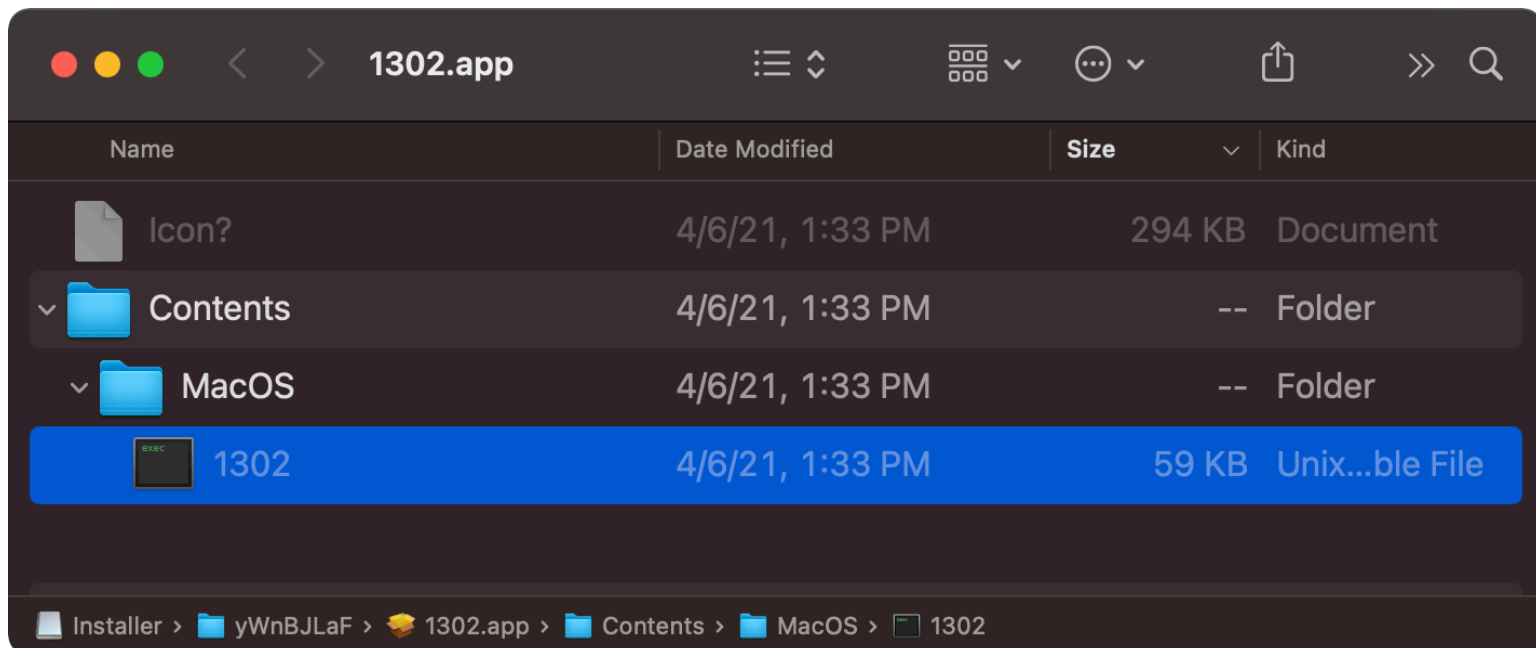 1302.app
Name Date Modified Size Kind
Icon? 4/6/21, 1:33 PM 294 KB Document
Contents 4/6/21, 1:33 PM -- Folder
MacOS 4/6/21, 1:33 PM -- Folder
exec 1302 4/6/21, 1:33 PM 59 KB Unix...ble File
Installer › yWnBJLaF › 1302.app › Contents › MacOS › 1302